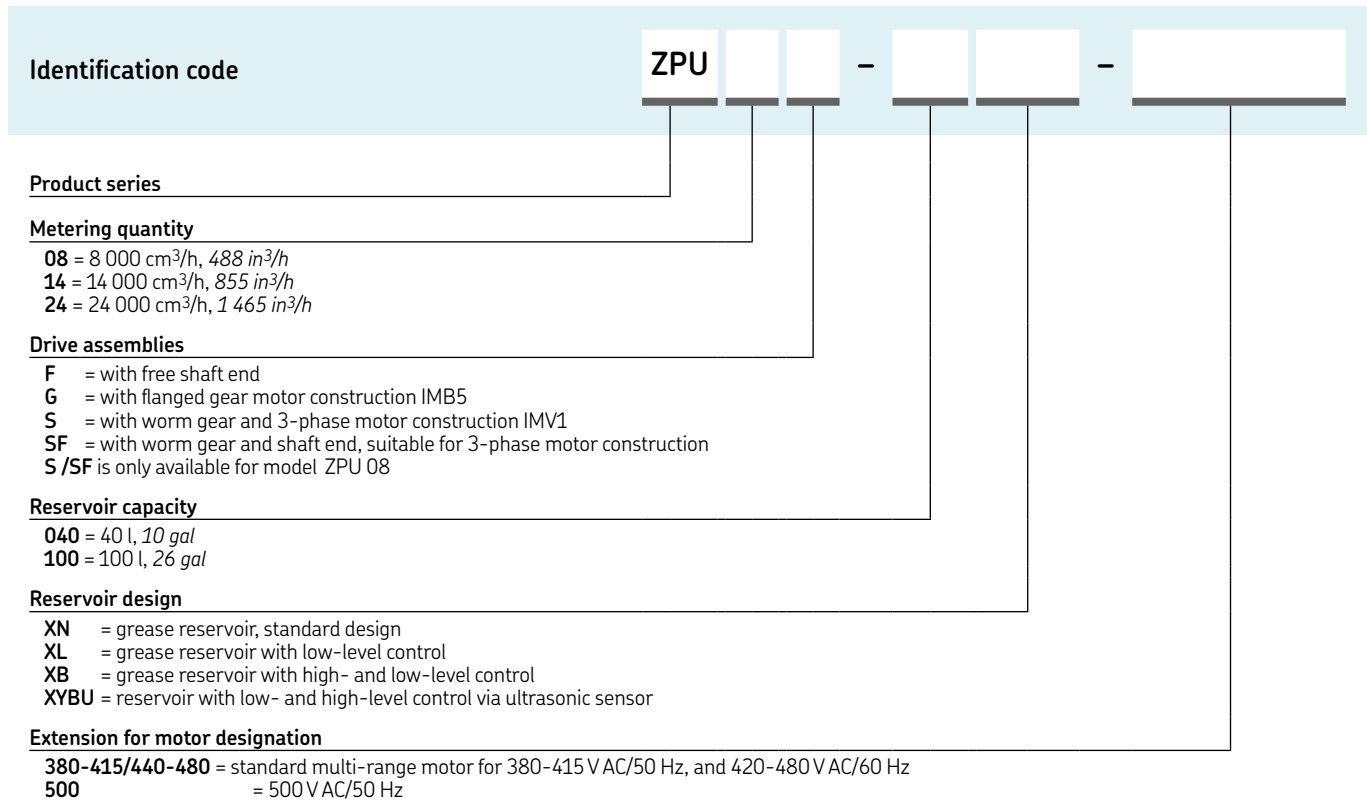 Identification code ZPU – –
Product series
Metering quantity
08 = 8 000 cm3/h, 488 in3/h
14 = 14 000 cm3/h, 855 in3/h
24 = 24 000 cm3/h, 1 465 in3/h
Drive assemblies
F = with free shaft end
G = with flanged gear motor construction IMB5
S = with worm gear and 3-phase motor construction IMV1
SF = with worm gear and shaft end, suitable for 3-phase motor construction
S /SF is only available for model ZPU 08
Reservoir capacity
040 = 40 l, 10 gal
100 = 100 l, 26 gal
Reservoir design
XN = grease reservoir, standard design
XL = grease reservoir with low-level control
XB = grease reservoir with high- and low-level control
XYBU = reservoir with low- and high-level control via ultrasonic sensor
Extension for motor designation
380-415/440-480 = standard multi-range motor for 380-415 V AC/50 Hz, and 420-480 V AC/60 Hz
500 = 500 V AC/50 Hz